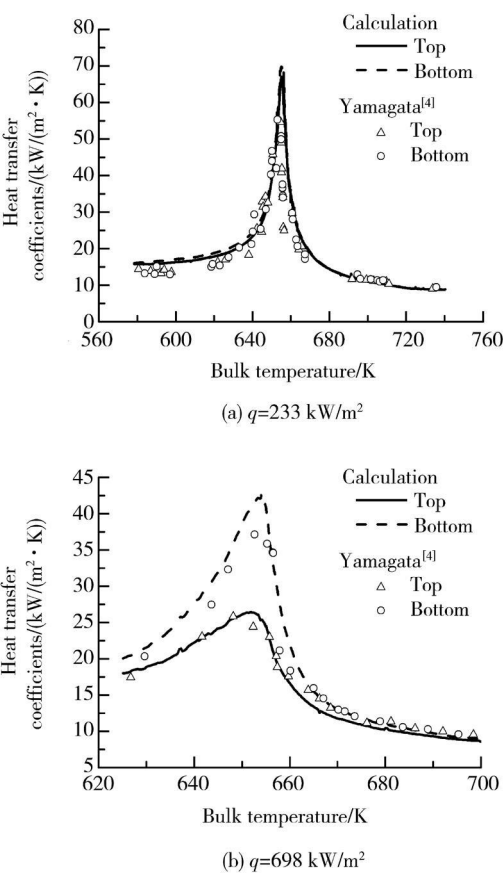 80
70
60
50
40
30
20
10
0
560
600
640
680
720
760
Heat transfer
coefficients/(kW/(m² • K))
Bulk temperature/K
Calculation
Top
Bottom
Yamagata[4]
Top
Bottom
(a) q=233 kW/m²
45
40
35
30
25
20
15
10
5
620
640
660
680
700
Heat transfer
coefficients/(kW/(m² • K))
Bulk temperature/K
Calculation
Top
Bottom
Yamagata[4]
Top
Bottom
(b) q=698 kW/m²